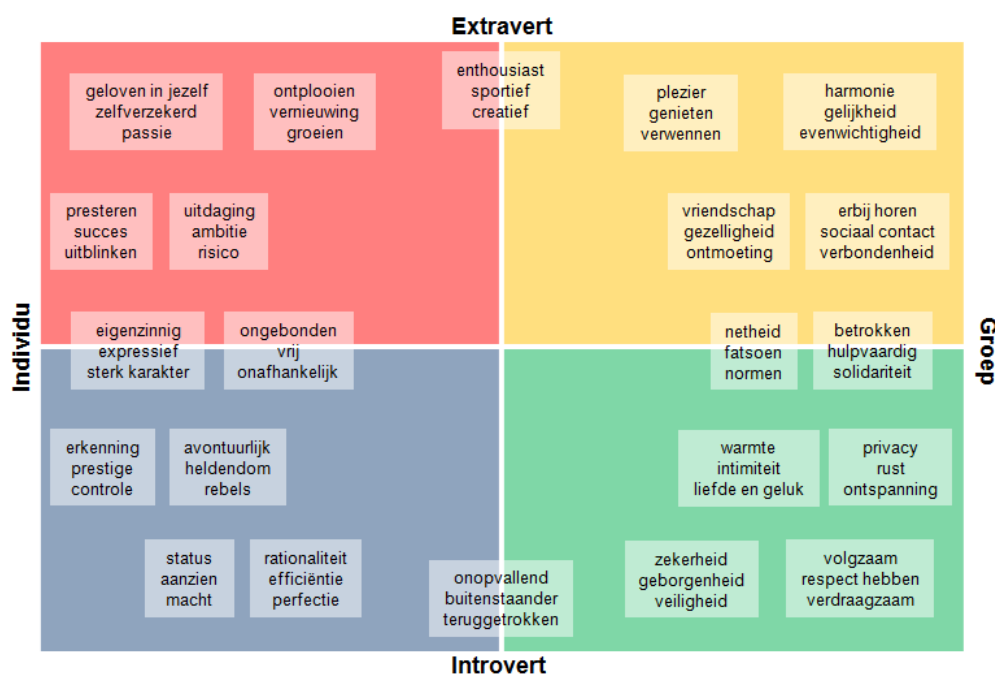 Extravert
geloven in jezelf
zelfverzekerd
passie
ontplooien
vernieuwing
groeien
enthousiast
sportief
creatief
plezier
genieten
verwennen
harmonie
gelijkheid
evenwichtigheid
presteren
succes
uitblinken
uitdaging
ambitie
risico
vriendschap
gezelligheid
ontmoeting
erbij horen
sociaal contact
verbondenheid
Individu
eigenzinnig
expressief
sterk karakter
ongebonden
vrij
onafhankelijk
netheid
fatsoen
normen
betrokken
hulpvaardig
solidariteit
Groep
erkenning
prestige
controle
avontuurlijk
heldendom
rebels
warmte
intimiteit
liefde en geluk
privacy
rust
ontspanning
status
aanzien
macht
rationaliteit
efficiëntie
perfectie
onopvallend
buitenstaander
teruggetrokken
zekerheid
geborgenheid
veiligheid
volgzaam
respect hebben
verdraagzaam
Introvert